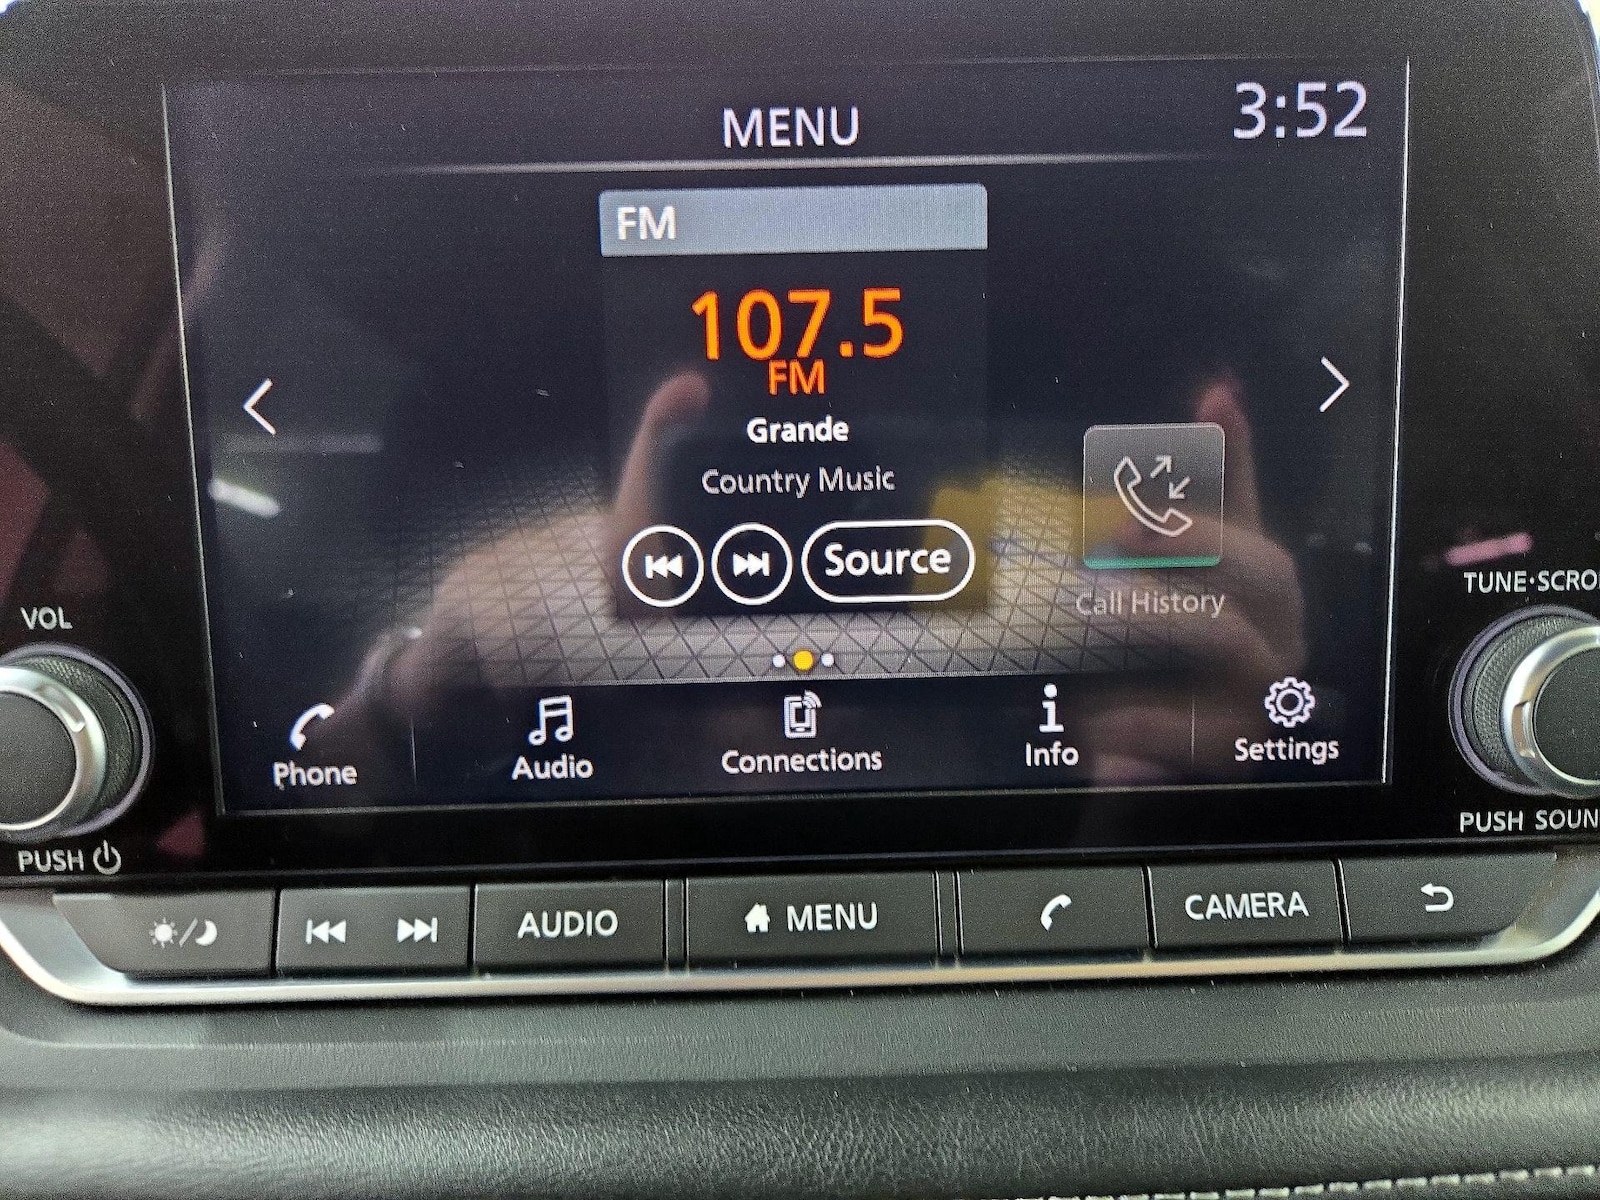 MENU
3:52
FM
107.5
FM
Grande
Country Music
Source
Call History
Phone
Audio
Connections
Info
Settings
VOL
PUSH
TUNE·SCRO
PUSH SOUN
AUDIO
MENU
CAMERA